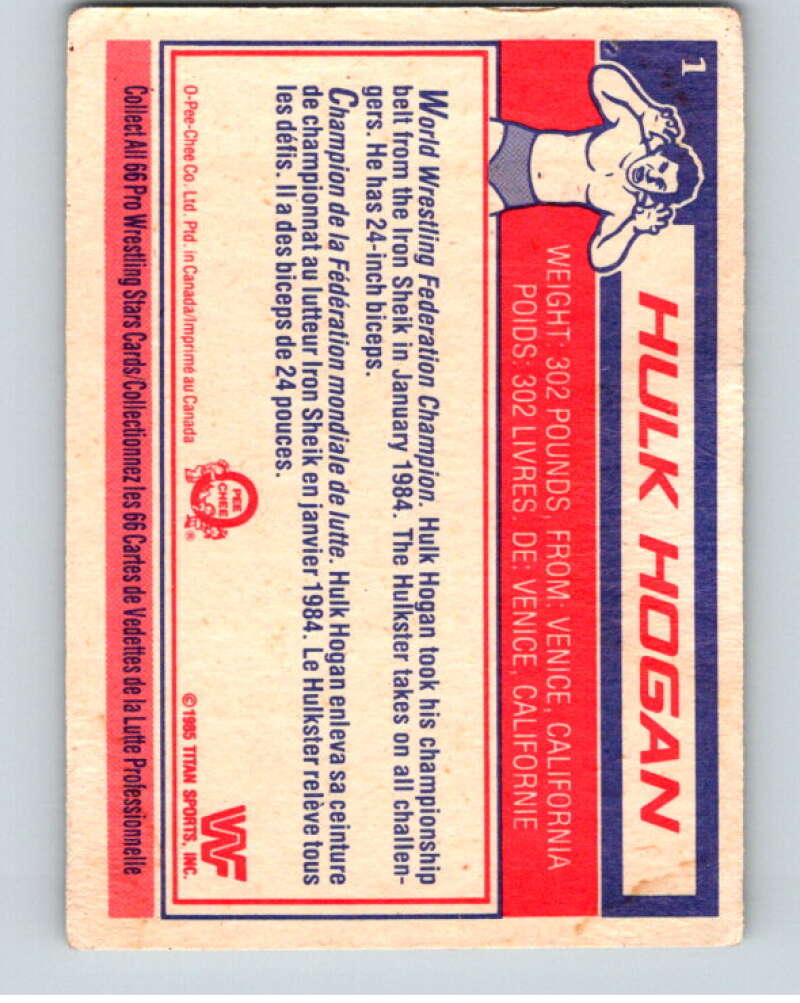 1
HULK HOGAN
WEIGHT: 302 POUNDS FROM: VENICE, CALIFORNIA
POIDS: 302 LIVRES. DE: VENICE, CALIFORNIE
World Wrestling Federation Champion. Hulk Hogan took his championship
belt from the Iron Sheik in January 1984. The Hulkster takes on all challen-
gers. He has 24-inch biceps.
Champion de la Fédération mondiale de lutte. Hulk Hogan enleva sa ceinture
de championnat au lutteur Iron Sheik en janvier 1984. Le Hulkster relève tous
les défis. Il a des biceps de 24 pouces.
O-Pee-Chee Co. Ltd. Ptd. in Canada/Imprimé au Canada
O
PEE
CHEE
®
WF
©1985 TITAN SPORTS, INC.
Collect All 66 Pro Wrestling Stars Cards/Collectionnez les 66 Cartes de Vedettes de la Lutte Professionnelle